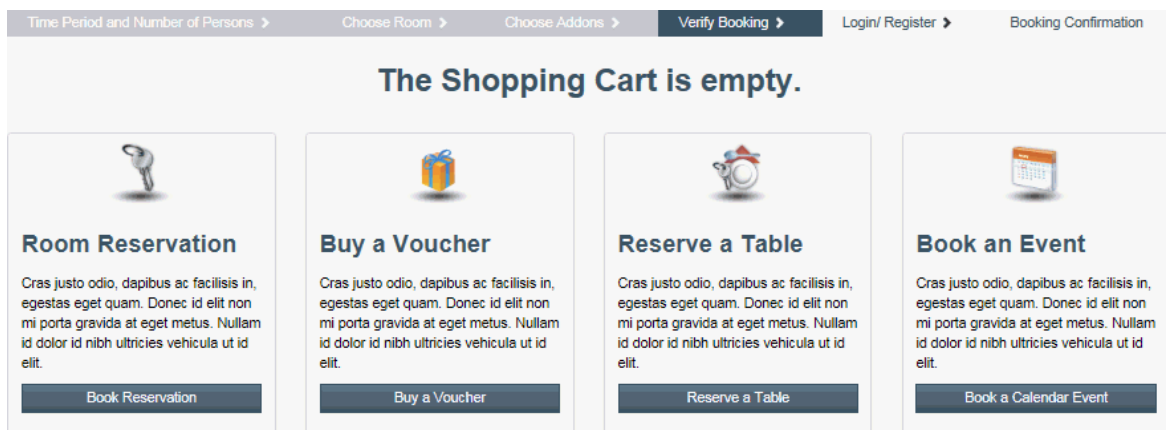 Time Period and Number of Persons
Choose Room
Choose Addons
Verify Booking
Login/ Register
Booking Confirmation
The Shopping Cart is empty.
Room Reservation
Cras justo odio, dapibus ac facilisis in,
egestas eget quam. Donec id elit non
mi porta gravida at eget metus. Nullam
id dolor id nibh ultricies vehicula ut id
elit.
Book Reservation
Buy a Voucher
Cras justo odio, dapibus ac facilisis in,
egestas eget quam. Donec id elit non
mi porta gravida at eget metus. Nullam
id dolor id nibh ultricies vehicula ut id
elit.
Buy a Voucher
Reserve a Table
Cras justo odio, dapibus ac facilisis in,
egestas eget quam. Donec id elit non
mi porta gravida at eget metus. Nullam
id dolor id nibh ultricies vehicula ut id
elit.
Reserve a Table
Book an Event
Cras justo odio, dapibus ac facilisis in,
egestas eget quam. Donec id elit non
mi porta gravida at eget metus. Nullam
id dolor id nibh ultricies vehicula ut id
elit.
Book a Calendar Event